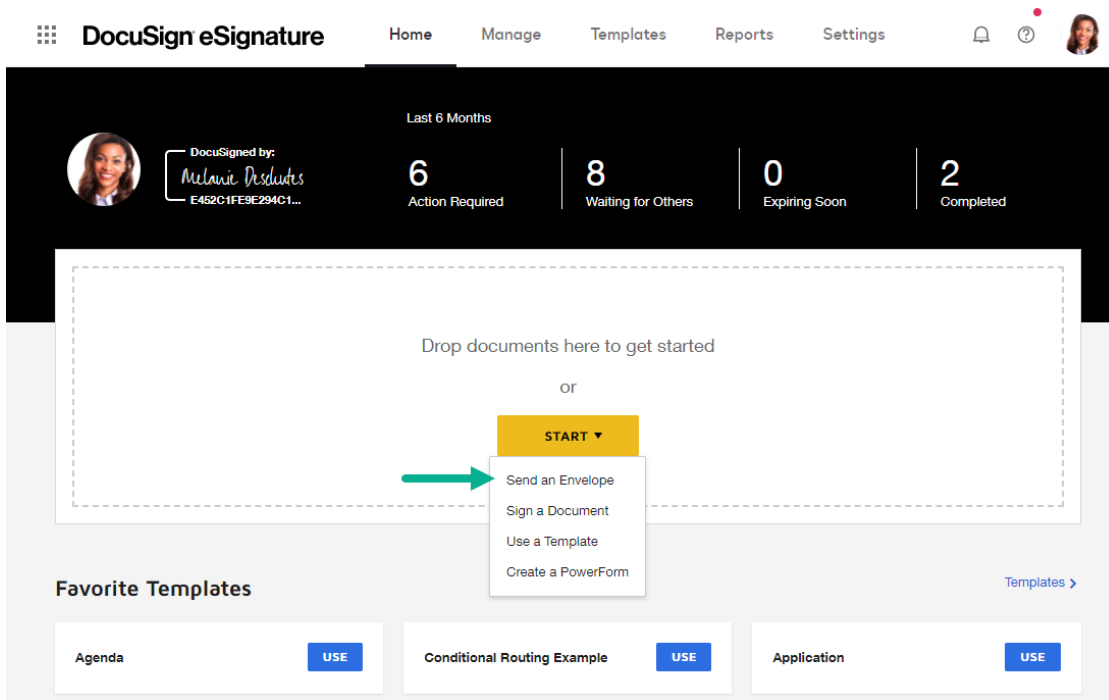 DocuSign eSignature Home Manage Templates Reports Settings
Last 6 Months
DocuSigned by:
Melanie Deschutes
E452C1FE9E294C1...
6 8 0 2
Action Required Waiting for Others Expiring Soon Completed
Drop documents here to get started
or
START
Send an Envelope
Sign a Document
Use a Template
Create a PowerForm
Favorite Templates
Templates
Agenda USE Conditional Routing Example USE Application USE